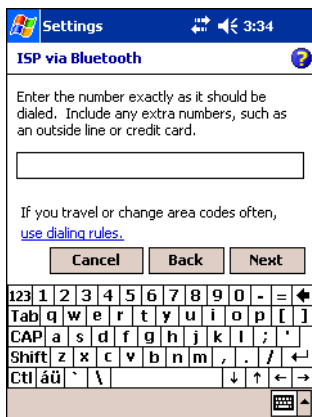 Settings 3:34
ISP via Bluetooth ?
Enter the number exactly as it should be
dialed. Include any extra numbers, such as
an outside line or credit card.
If you travel or change area codes often,
use dialing rules.
Cancel Back Next
123 1 2 3 4 5 6 7 8 9 0 - =
Tab q w e r t y u i o p [ ]
CAP a s d f g h j k l ; '
Shift z x c v b n m , . /
Ctl áü ` \ ↓ ↑ ← →